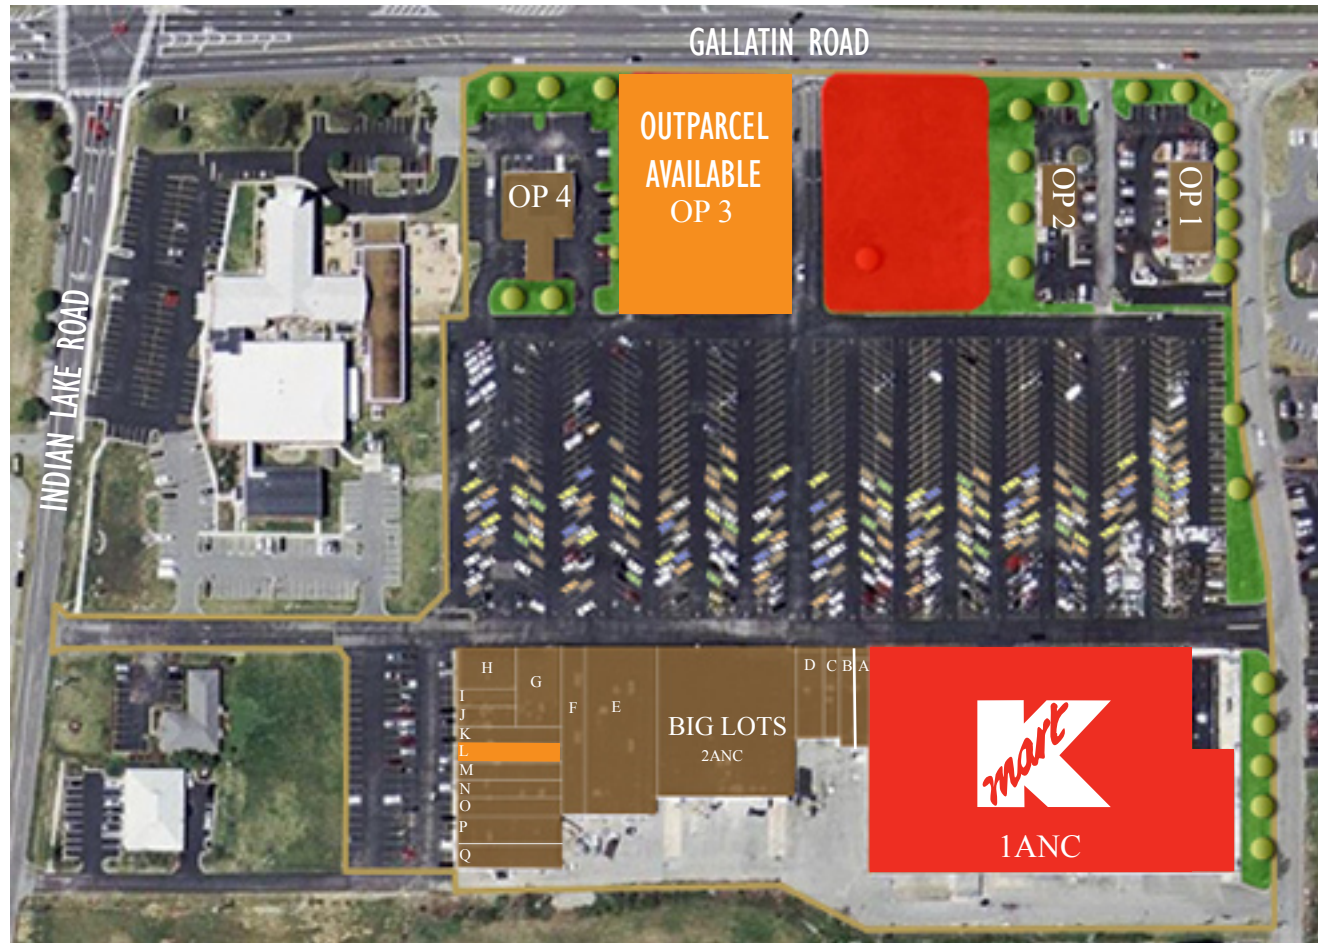 GALLATIN ROAD
OUTPARCEL
AVAILABLE
OP 3
OP 4
OP 2
OP 1
INDIAN LAKE ROAD
H
G
F
E
D
C
B
A
I
J
K
L
M
N
O
P
Q
BIG LOTS
2ANC
K
mart
1ANC